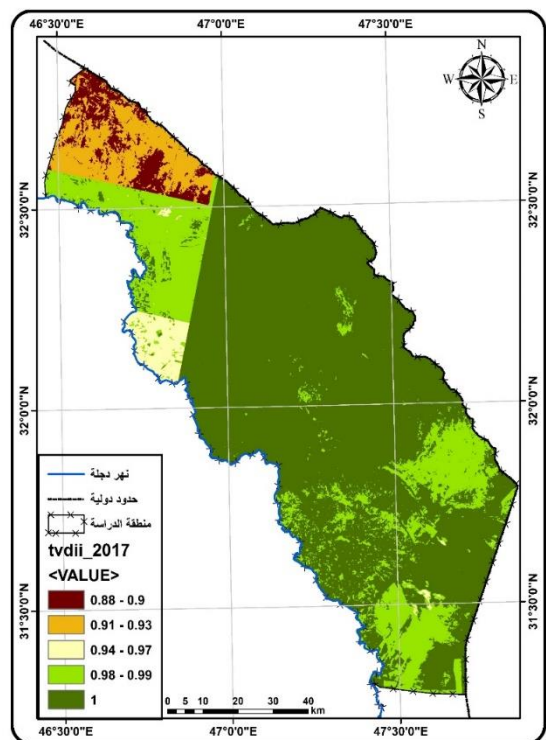 46°30'0"E 47°0'0"E 47°30'0"E
N
W E
S
32°30'0"N 32°30'0"N
32°0'0"N 32°0'0"N
31°30'0"N 31°30'0"N
نهر دجلة
حدود دولية
منطقة الدراسة
tvdii_2017
<VALUE>
0.88 - 0.9
0.91 - 0.93
0.94 - 0.97
0.98 - 0.99
1
0 5 10 20 30 40
km
46°30'0"E 47°0'0"E 47°30'0"E